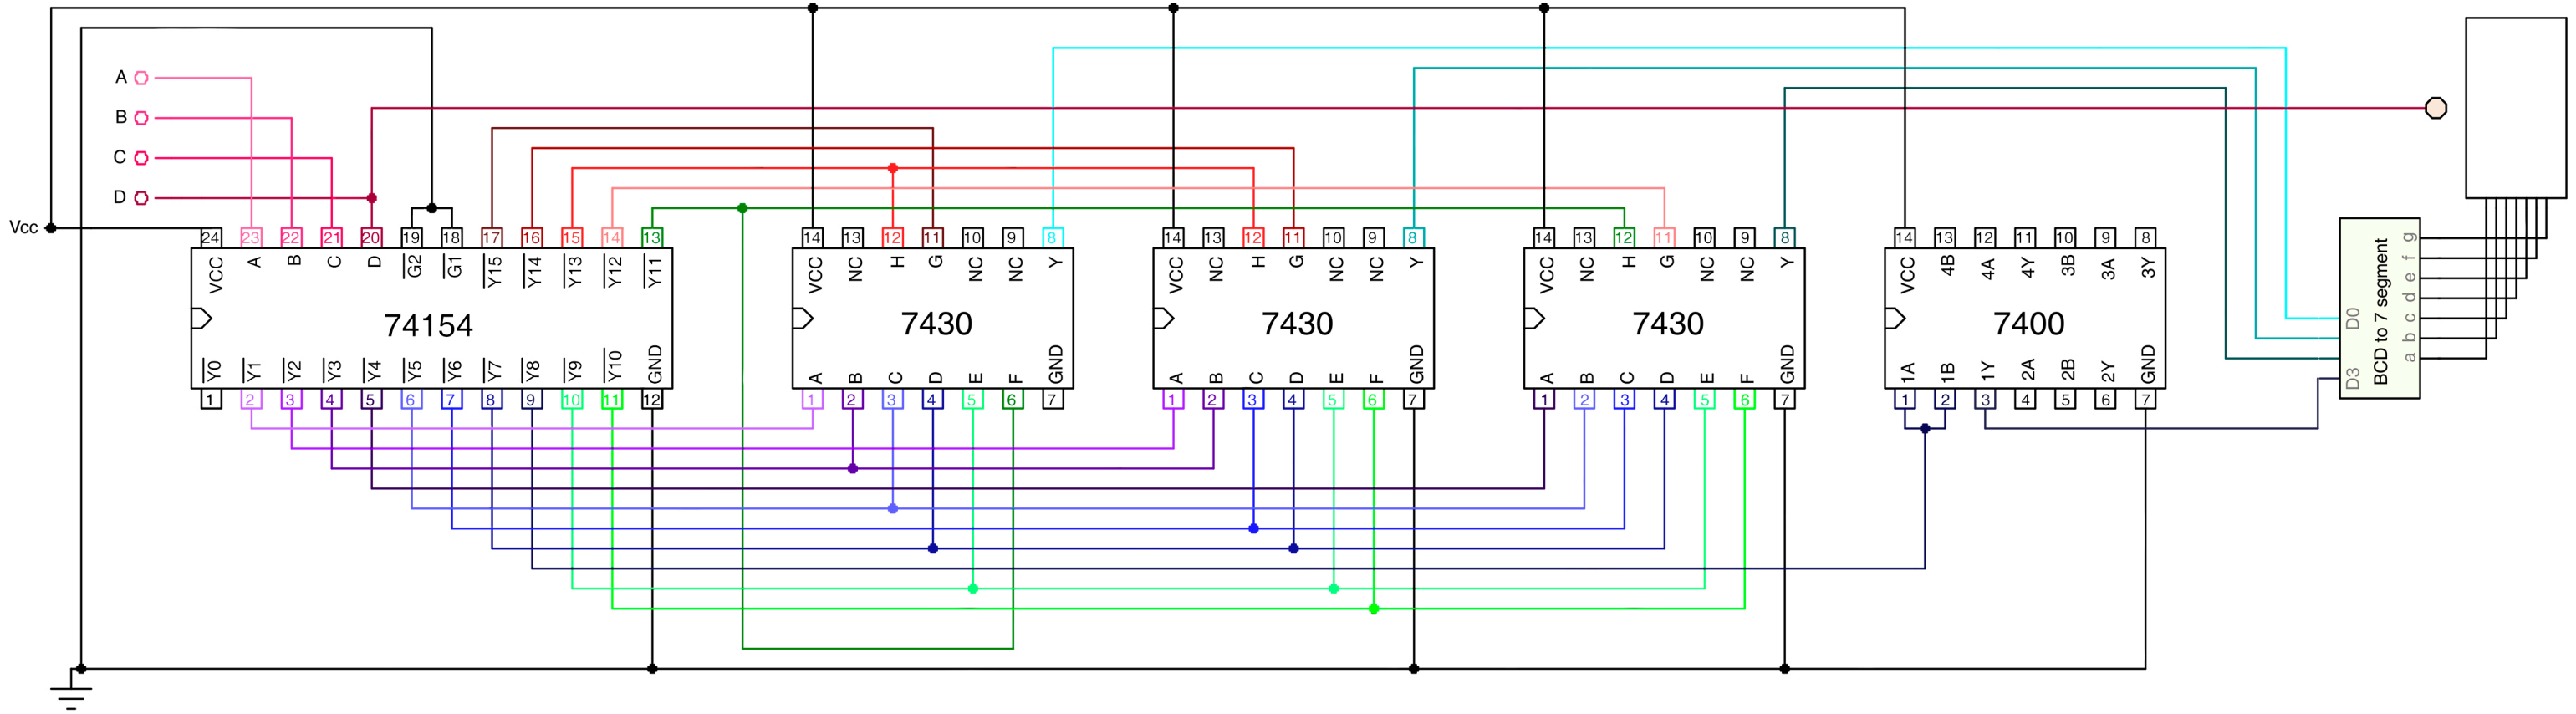 A
B
C
D
Vcc
24 23 22 21 20 19 18 17 16 15 14 13
VCC A B C D G2 G1 Y15 Y14 Y13 Y12 Y11
74154
Y0 Y1 Y2 Y3 Y4 Y5 Y6 Y7 Y8 Y9 Y10 GND
1 2 3 4 5 6 7 8 9 10 11 12
14 13 12 11 10 9 8
VCC NC H G NC NC Y
7430
A B C D E F GND
1 2 3 4 5 6 7
14 13 12 11 10 9 8
VCC NC H G NC NC Y
7430
A B C D E F GND
1 2 3 4 5 6 7
14 13 12 11 10 9 8
VCC NC H G NC NC Y
7430
A B C D E F GND
1 2 3 4 5 6 7
14 13 12 11 10 9 8
VCC 4B 4A 4Y 3B 3A 3Y
7400
1A 1B 1Y 2A 2B 2Y GND
1 2 3 4 5 6 7
D0
D3
BCD to 7 segment
a b c d e f g